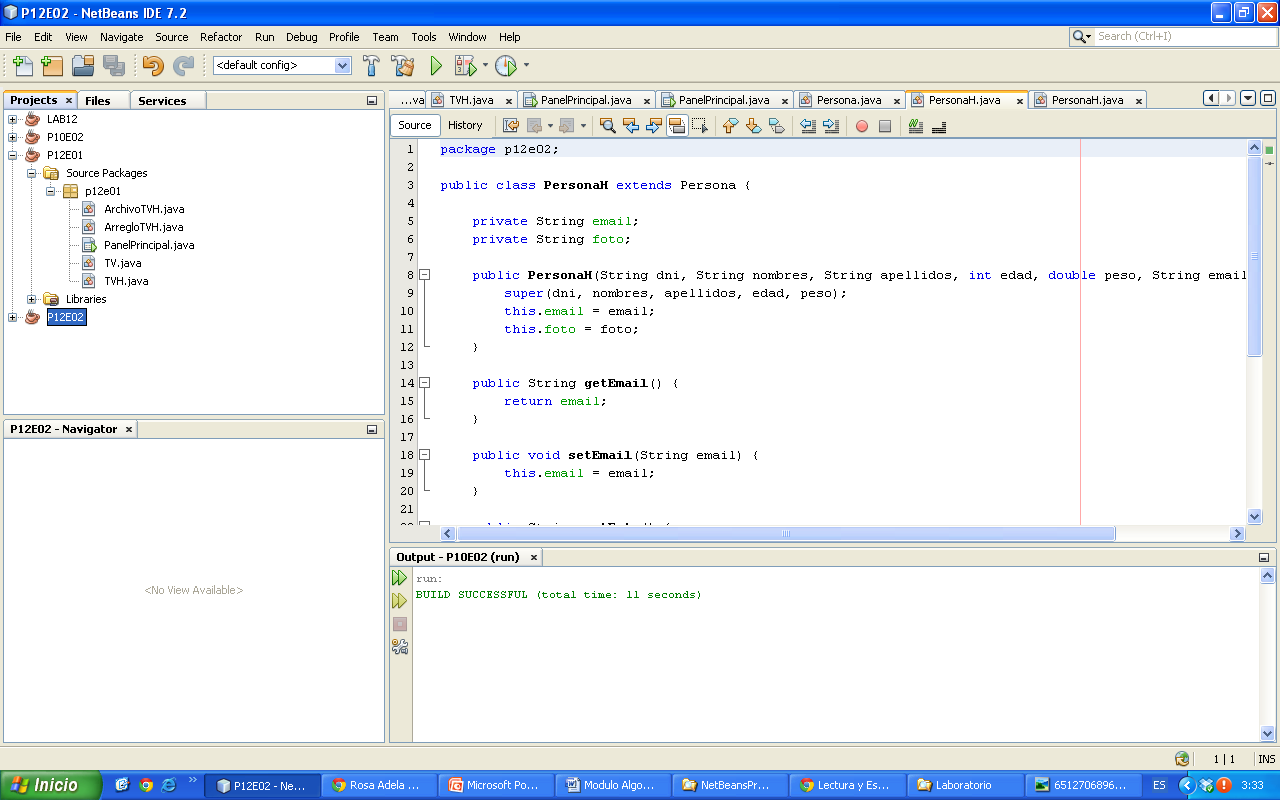 P12E02 - NetBeans IDE 7.2
File Edit View Navigate Source Refactor Run Debug Profile Team Tools Window Help
Search (Ctrl+I)
<default config>
Projects Files Services
LAB12
P10E02
P12E01
Source Packages
p12e01
ArchivoTVH.java
ArregloTVH.java
PanelPrincipal.java
TV.java
TVH.java
Libraries
P12E02
P12E02 - Navigator
<No View Available>
...va TVH.java PanelPrincipal.java PanelPrincipal.java Persona.java PersonaH.java PersonaH.java
Source History
1 package p12e02;
2
3 public class PersonaH extends Persona {
4
5 private String email;
6 private String foto;
7
8 public PersonaH(String dni, String nombres, String apellidos, int edad, double peso, String email
9 super(dni, nombres, apellidos, edad, peso);
10 this.email = email;
11 this.foto = foto;
12 }
13
14 public String getEmail() {
15 return email;
16 }
17
18 public void setEmail(String email) {
19 this.email = email;
20 }
21
Output - P10E02 (run)
run:
BUILD SUCCESSFUL (total time: 11 seconds)
1 | 1 INS
Inicio
P12E02 - Ne...
Rosa Adela ...
Microsoft Po...
Modulo Algo...
NetBeansPr...
Lectura y Es...
Laboratorio
6512706896...
ES
3:33